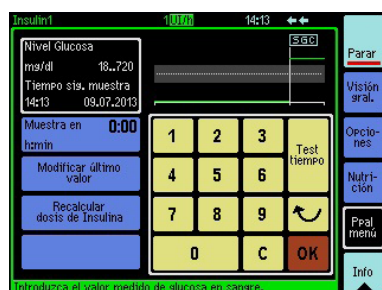 Insulin1 1 UI/h 14:13
Nivel Glucosa
mg/dl 18..720
Tiempo sig. muestra
14:13 09.07.2013
SGC
Parar
Visión
gral.
Opcio-
nes
Nutri-
ción
Ppal
menú
Info
Muestra en 0:00
h:min
Modificar último
valor
Recalcular
dosis de Insulina
1 2 3
Test
tiempo
4 5 6
7 8 9
0 C OK
Introduzca el valor medido de glucosa en sangre.